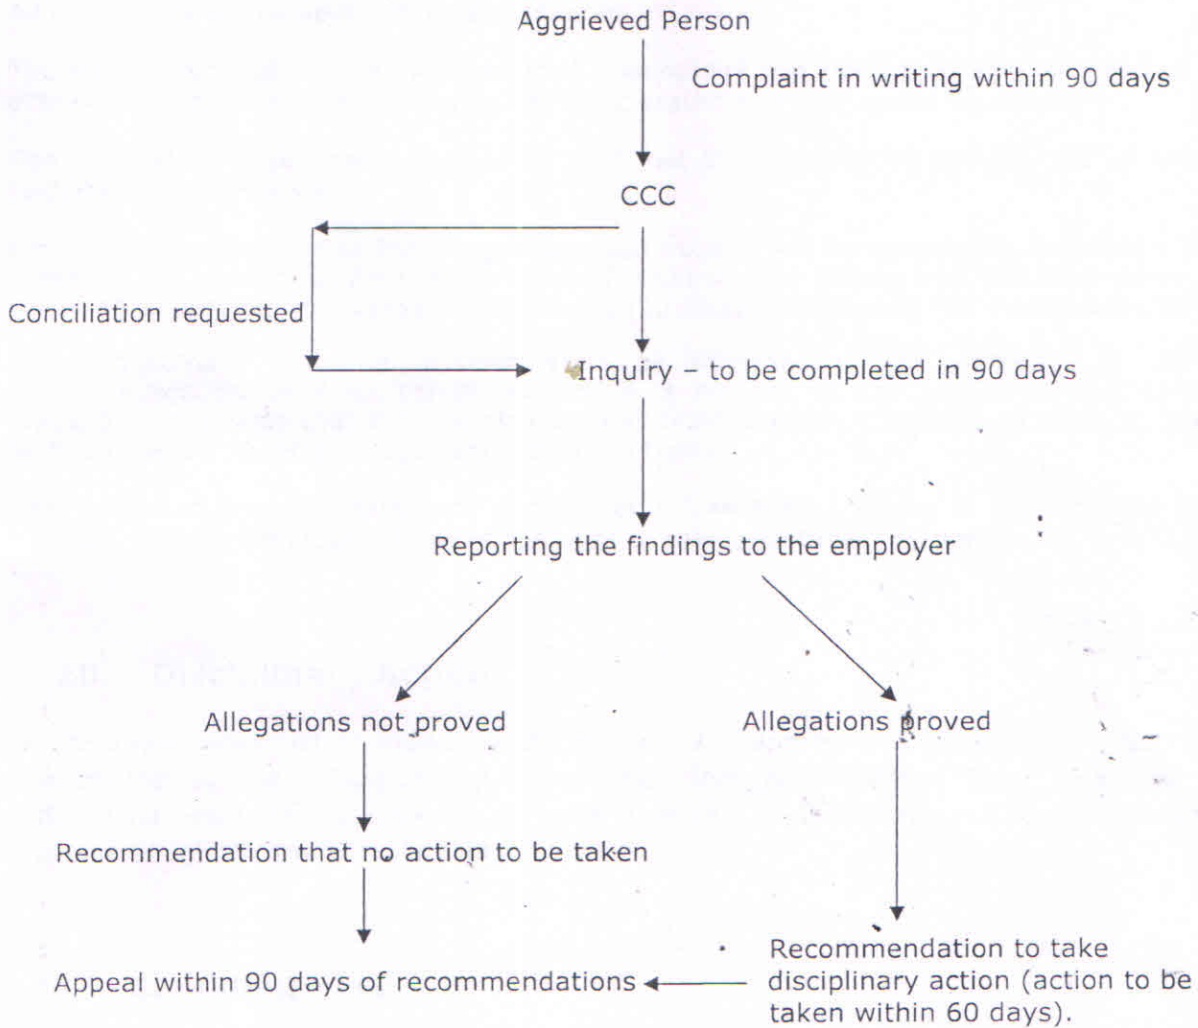 Aggrieved Person
Complaint in writing within 90 days
CCC
Conciliation requested
Inquiry – to be completed in 90 days
Reporting the findings to the employer
Allegations not proved
Allegations proved
Recommendation that no action to be taken
Recommendation to take
disciplinary action (action to be
taken within 60 days).
Appeal within 90 days of recommendations